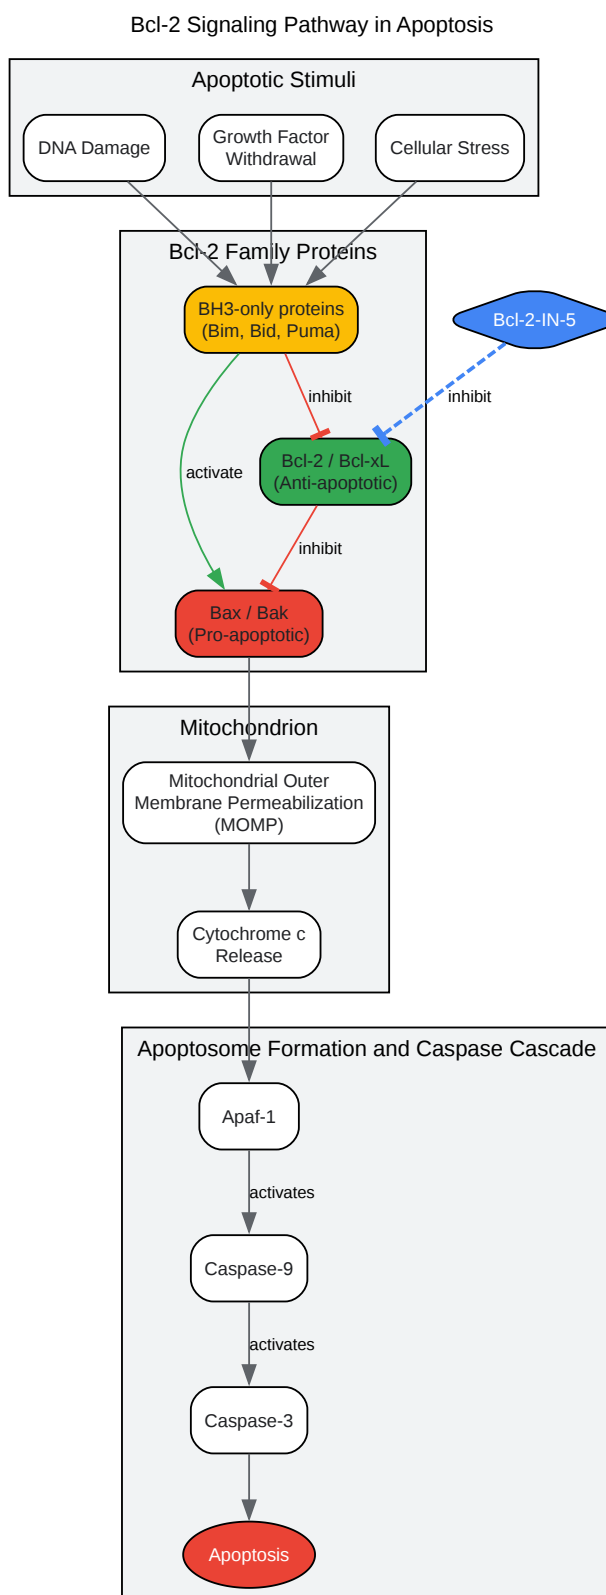 Bcl-2 Signaling Pathway in Apoptosis
Apoptotic Stimuli
DNA Damage
Growth Factor
Withdrawal
Cellular Stress
Bcl-2 Family Proteins
BH3-only proteins
(Bim, Bid, Puma)
Bcl-2-IN-5
inhibit
inhibit
Bcl-2 / Bcl-xL
(Anti-apoptotic)
activate
inhibit
Bax / Bak
(Pro-apoptotic)
Mitochondrion
Mitochondrial Outer
Membrane Permeabilization
(MOMP)
Cytochrome c
Release
Apoptosome Formation and Caspase Cascade
Apaf-1
activates
Caspase-9
activates
Caspase-3
Apoptosis